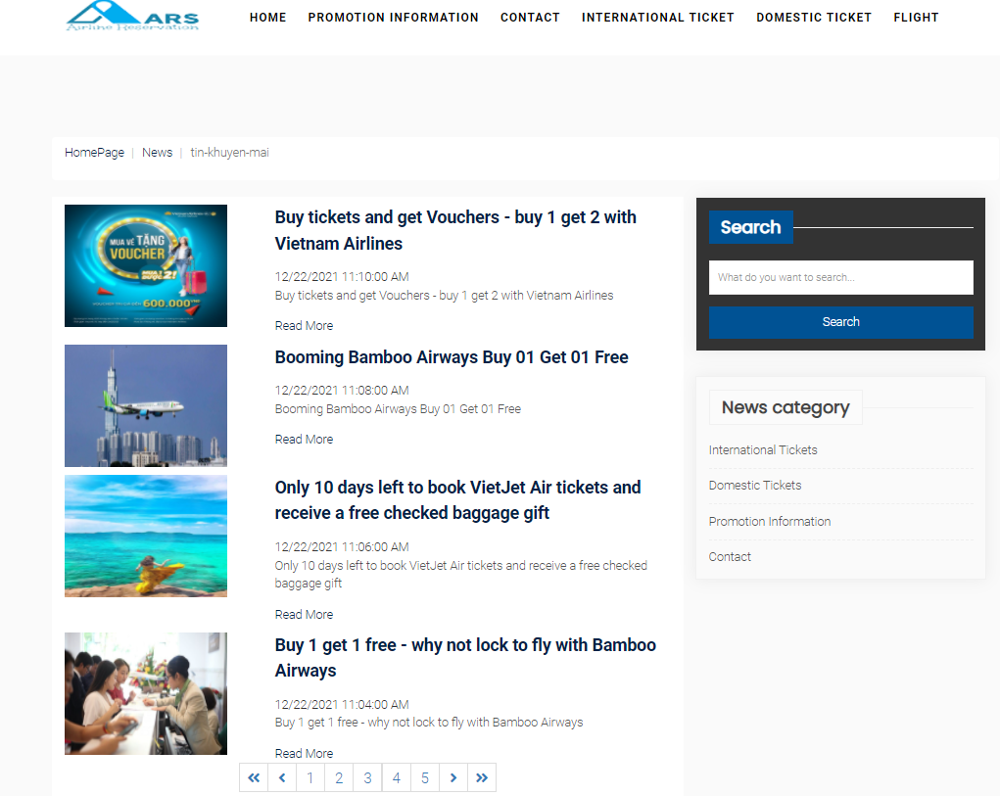 ARS
Airline Reservation
HOME
PROMOTION INFORMATION
CONTACT
INTERNATIONAL TICKET
DOMESTIC TICKET
FLIGHT
HomePage | News | tin-khuyen-mai
MUA VÉ TẶNG
VOUCHER
600.000
Buy tickets and get Vouchers - buy 1 get 2 with
Vietnam Airlines
12/22/2021 11:10:00 AM
Buy tickets and get Vouchers - buy 1 get 2 with Vietnam Airlines
Read More
Booming Bamboo Airways Buy 01 Get 01 Free
12/22/2021 11:08:00 AM
Booming Bamboo Airways Buy 01 Get 01 Free
Read More
Only 10 days left to book VietJet Air tickets and
receive a free checked baggage gift
12/22/2021 11:06:00 AM
Only 10 days left to book VietJet Air tickets and receive a free checked
baggage gift
Read More
Buy 1 get 1 free - why not lock to fly with Bamboo
Airways
12/22/2021 11:04:00 AM
Buy 1 get 1 free - why not lock to fly with Bamboo Airways
Read More
1 2 3 4 5
Search
What do you want to search...
Search
News category
International Tickets
Domestic Tickets
Promotion Information
Contact